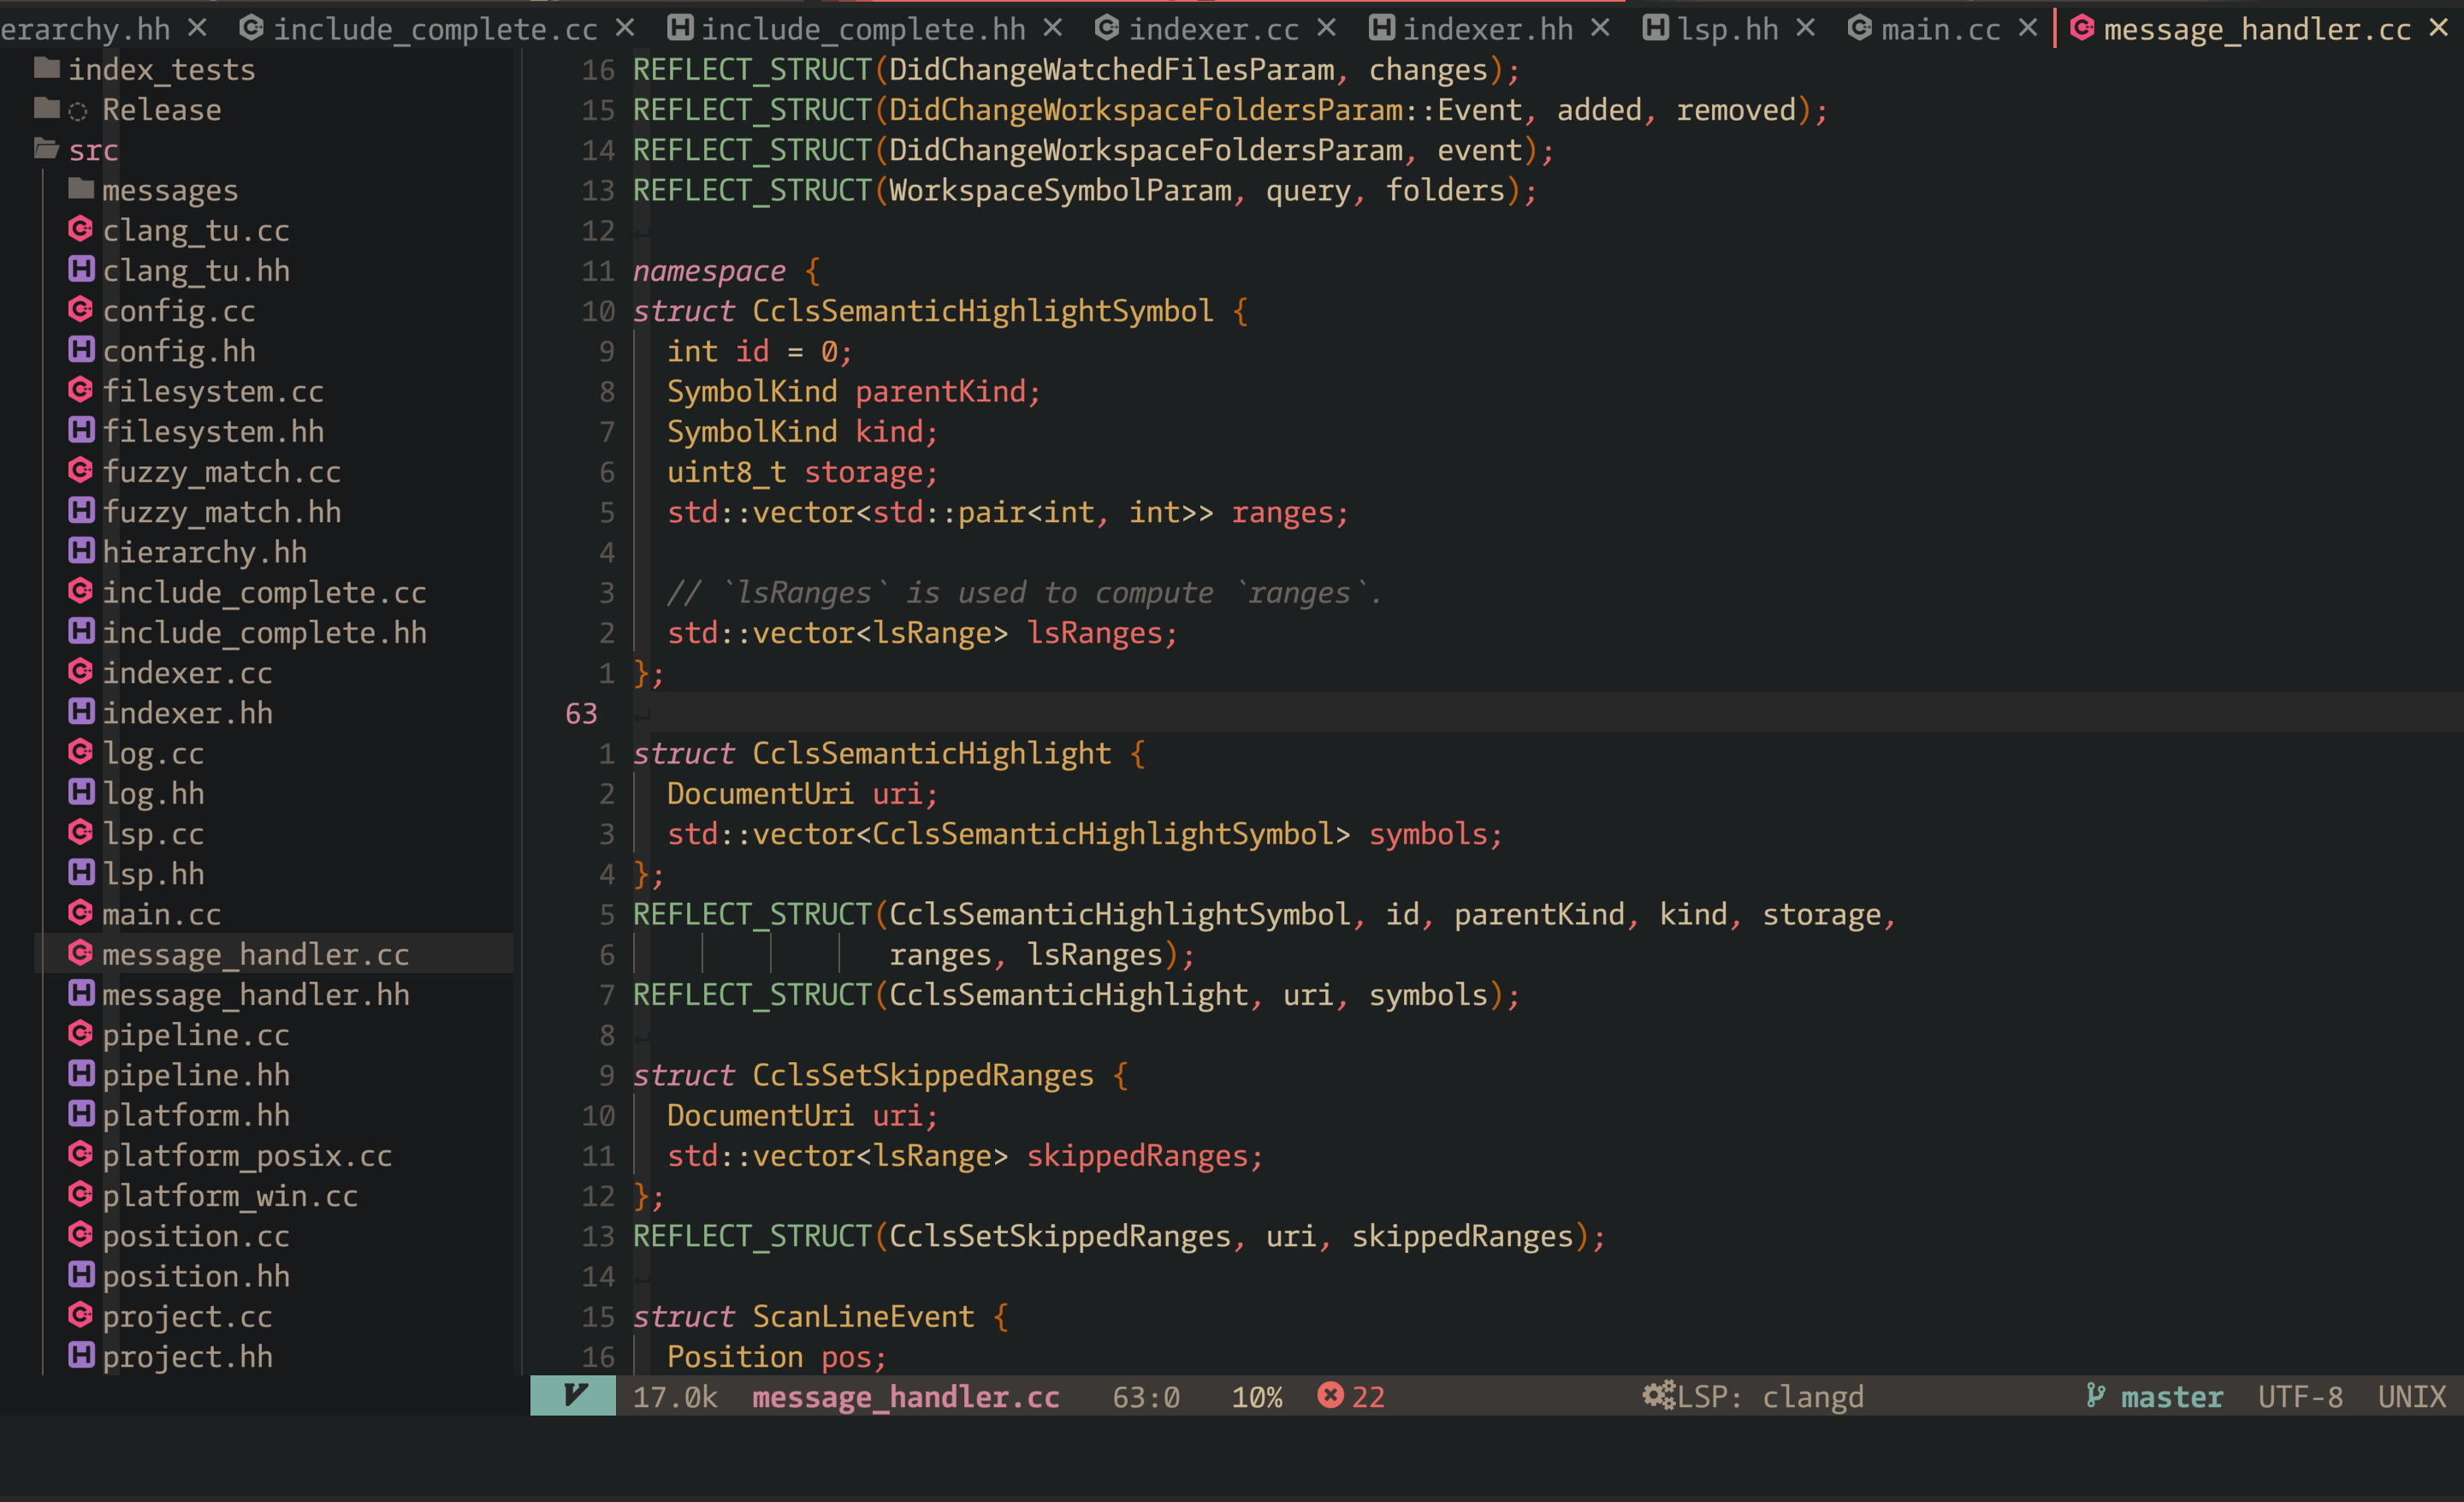 erarchy.hh × include_complete.cc × include_complete.hh × indexer.cc × indexer.hh × lsp.hh × main.cc × message_handler.cc ×
index_tests
Release
src
messages
clang_tu.cc
clang_tu.hh
config.cc
config.hh
filesystem.cc
filesystem.hh
fuzzy_match.cc
fuzzy_match.hh
hierarchy.hh
include_complete.cc
include_complete.hh
indexer.cc
indexer.hh
log.cc
log.hh
lsp.cc
lsp.hh
main.cc
message_handler.cc
message_handler.hh
pipeline.cc
pipeline.hh
platform.hh
platform_posix.cc
platform_win.cc
position.cc
position.hh
project.cc
project.hh
16 REFLECT_STRUCT(DidChangeWatchedFilesParam, changes);
15 REFLECT_STRUCT(DidChangeWorkspaceFoldersParam::Event, added, removed);
14 REFLECT_STRUCT(DidChangeWorkspaceFoldersParam, event);
13 REFLECT_STRUCT(WorkspaceSymbolParam, query, folders);
12 ↵
11 namespace {
10 struct CclsSemanticHighlightSymbol {
9   int id = 0;
8   SymbolKind parentKind;
7   SymbolKind kind;
6   uint8_t storage;
5   std::vector<std::pair<int, int>> ranges;
4
3   // `lsRanges` is used to compute `ranges`.
2   std::vector<lsRange> lsRanges;
1 };
63 ↵
1 struct CclsSemanticHighlight {
2   DocumentUri uri;
3   std::vector<CclsSemanticHighlightSymbol> symbols;
4 };
5 REFLECT_STRUCT(CclsSemanticHighlightSymbol, id, parentKind, kind, storage,
6                ranges, lsRanges);
7 REFLECT_STRUCT(CclsSemanticHighlight, uri, symbols);
8 ↵
9 struct CclsSetSkippedRanges {
10   DocumentUri uri;
11   std::vector<lsRange> skippedRanges;
12 };
13 REFLECT_STRUCT(CclsSetSkippedRanges, uri, skippedRanges);
14 ↵
15 struct ScanLineEvent {
16   Position pos;
17.0k message_handler.cc 63:0 10% 22 LSP: clangd master UTF-8 UNIX